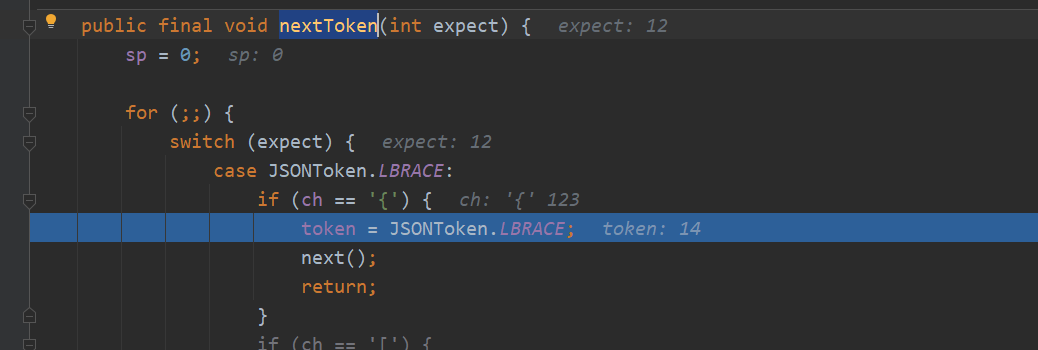 public final void nextToken(int expect) { expect: 12
sp = 0; sp: 0
for (;;) {
switch (expect) { expect: 12
case JSONToken.LBRACE:
if (ch == '{') { ch: '{' 123
token = JSONToken.LBRACE; token: 14
next();
return;
}
if (ch == '[') {